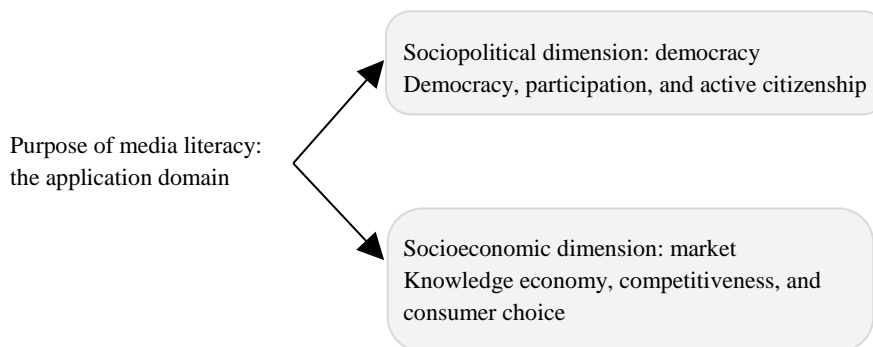 Purpose of media literacy:
the application domain
Sociopolitical dimension: democracy
Democracy, participation, and active citizenship
Socioeconomic dimension: market
Knowledge economy, competitiveness, and
consumer choice